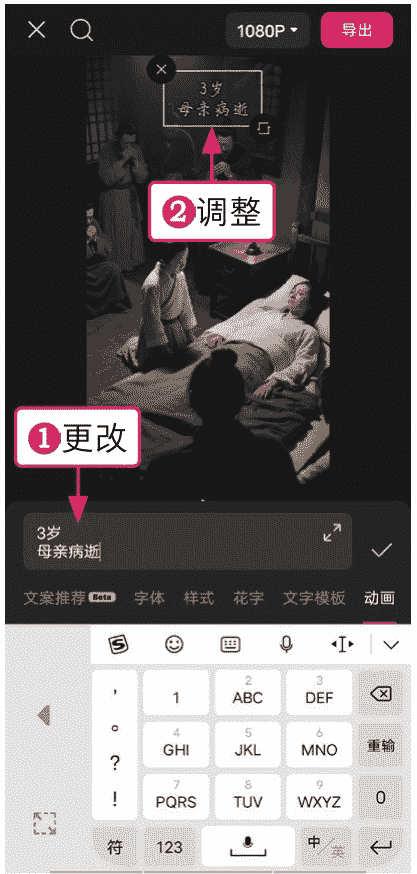 1080P
导出
3岁
母亲病逝
❷调整
❶更改
3岁
母亲病逝
文案推荐 Beta 字体 样式 花字 文字模板 动画
S
, 1 2 ABC 3 DEF
。 4 GHI 5 JKL 6 MNO 重输
? 7 PQRS 8 TUV 9 WXYZ 0
!
符 123 中/英